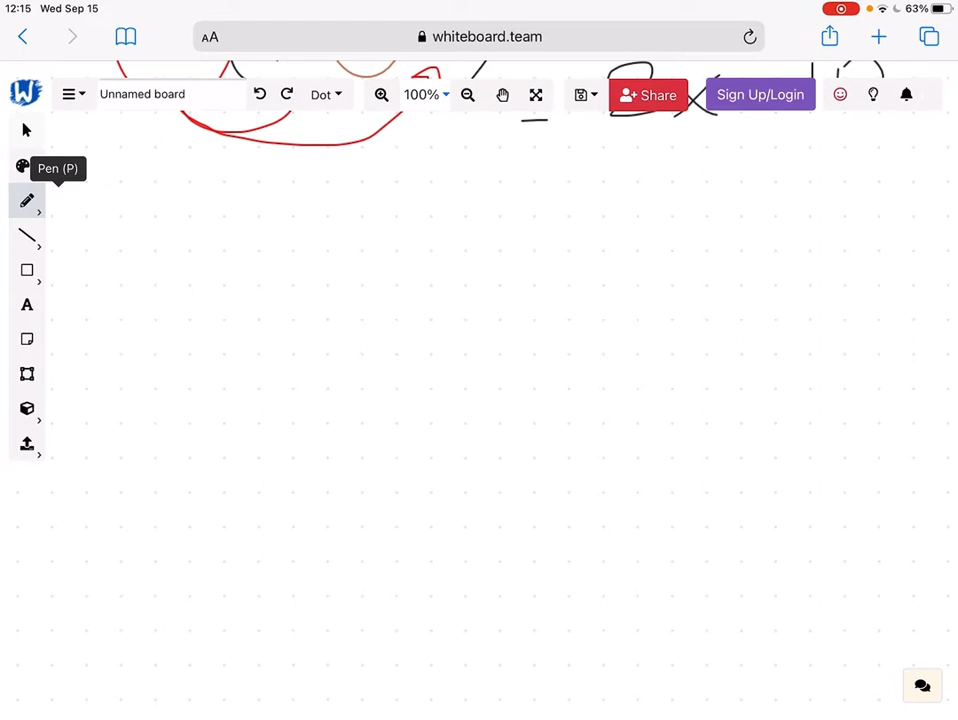 12:15 Wed Sep 15 63%
AA whiteboard.team
Unnamed board Dot 100% Share Sign Up/Login
Pen (P)
A